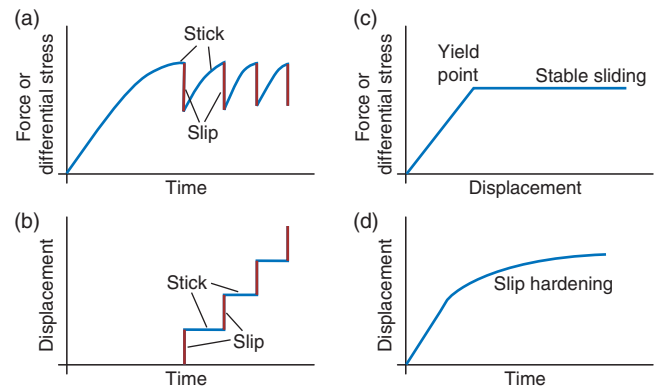 (a)
Force or
differential stress
Stick
Slip
Time
(b)
Displacement
Stick
Slip
Time
(c)
Force or
differential stress
Yield
point
Stable sliding
Displacement
(d)
Displacement
Slip hardening
Time